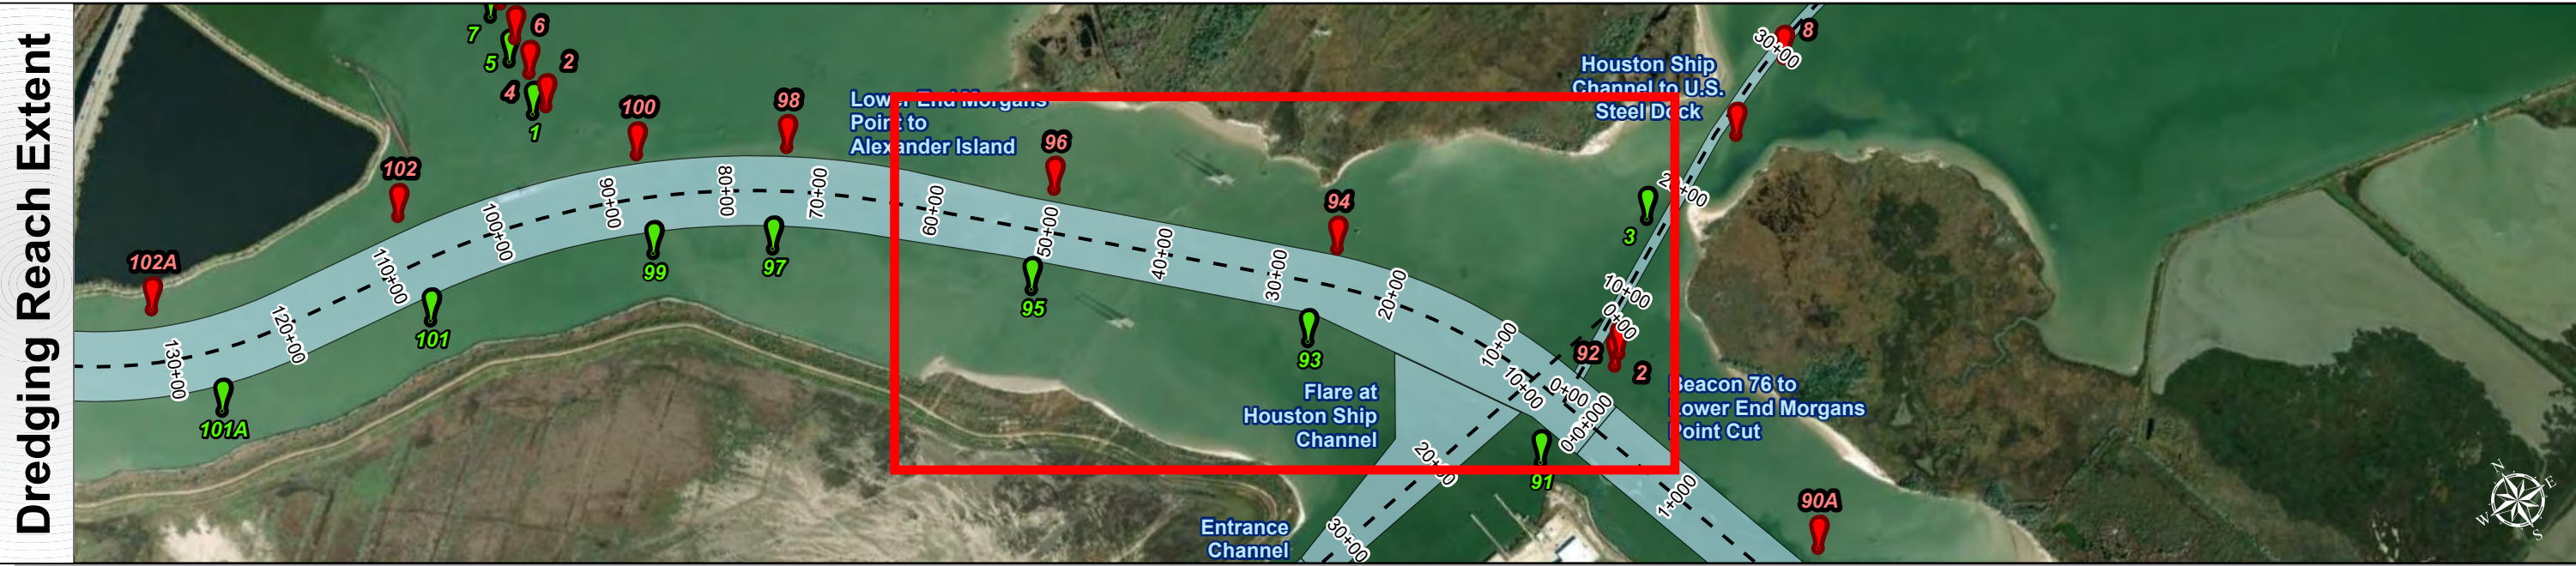 Dredging Reach Extent
7
6
5
2
4
1
100
98
102
102A
Lower End Morgans
Point to
Alexander Island
96
94
Houston Ship
Channel to U.S.
Steel Dock
8
30+00
3
10+00
0+00
92
2
130+00
120+00
110+00
100+00
90+00
80+00
70+00
60+00
50+00
40+00
30+00
20+00
10+00
0+00
10+00
0+0+000
1+000
101A
101
99
97
95
93
91
90A
Flare at
Houston Ship
Channel
Beacon 76 to
Lower End Morgans
Point Cut
20+00
30+00
Entrance
Channel
N
E
S
W